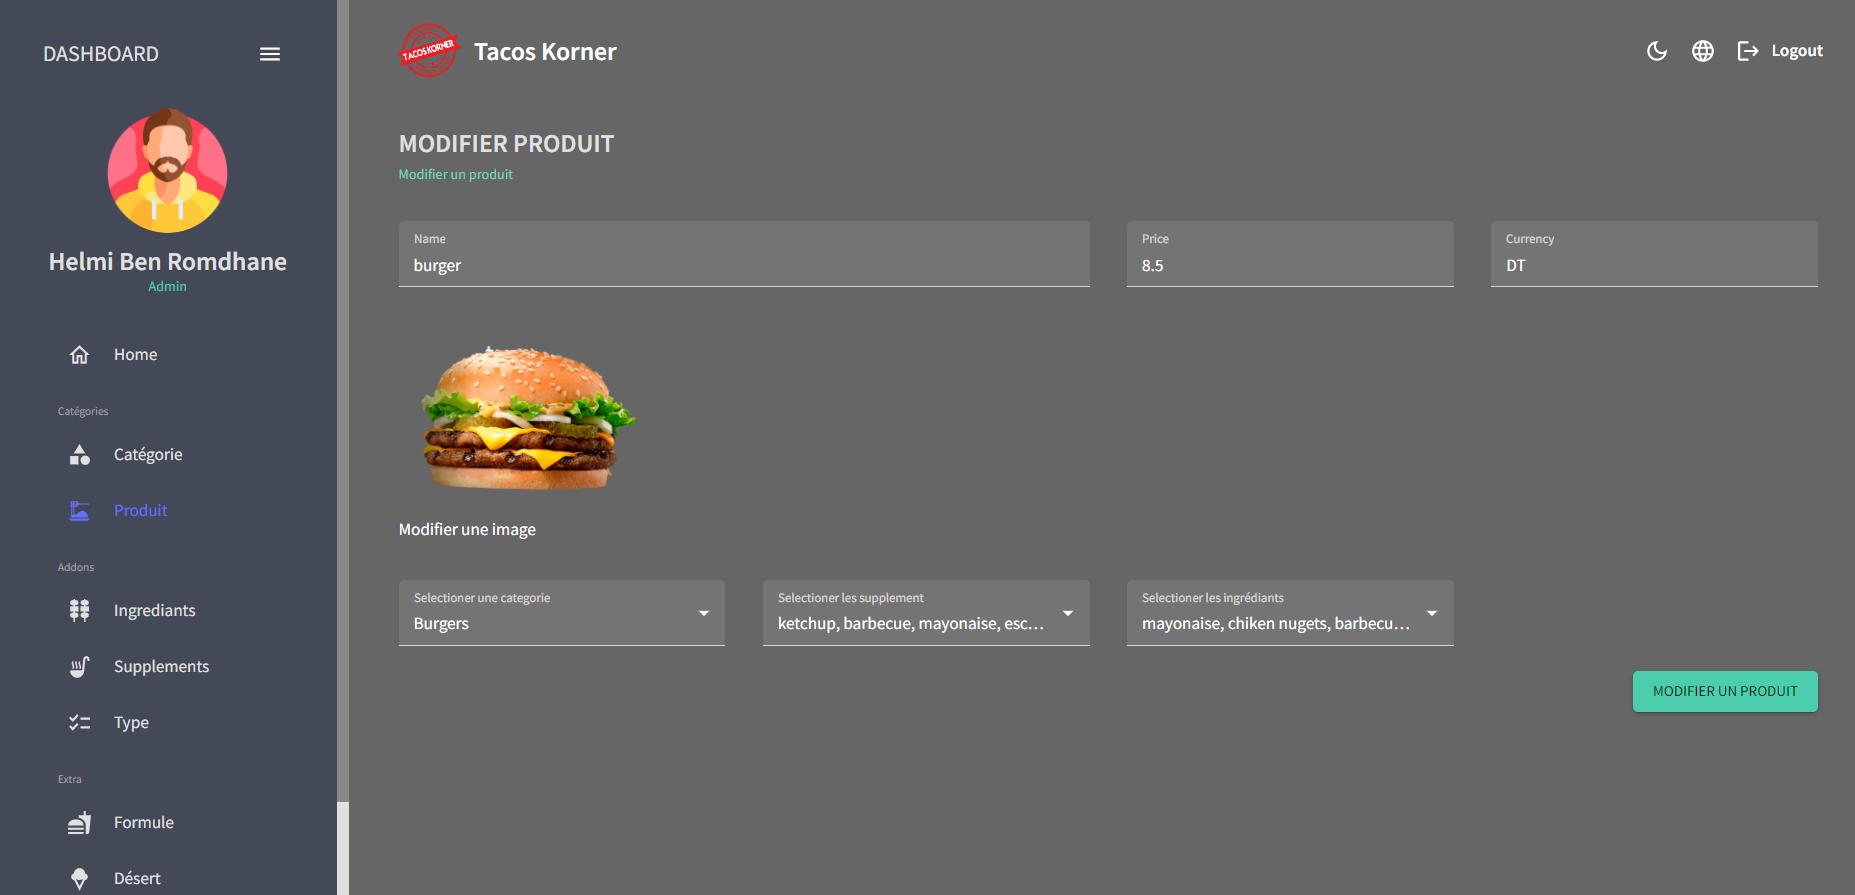 DASHBOARD
Helmi Ben Romdhane
Admin
Home
Catégories
Catégorie
Produit
Addons
Ingrediants
Supplements
Type
Extra
Formule
Désert
TACOS KORNER
Tacos Korner
Logout
MODIFIER PRODUIT
Modifier un produit
Name
burger
Price
8.5
Currency
DT
Modifier une image
Selectioner une categorie
Burgers
Selectioner les supplement
ketchup, barbecue, mayonaise, esc...
Selectioner les ingrédiants
mayonaise, chiken nugets, barbecu...
MODIFIER UN PRODUIT